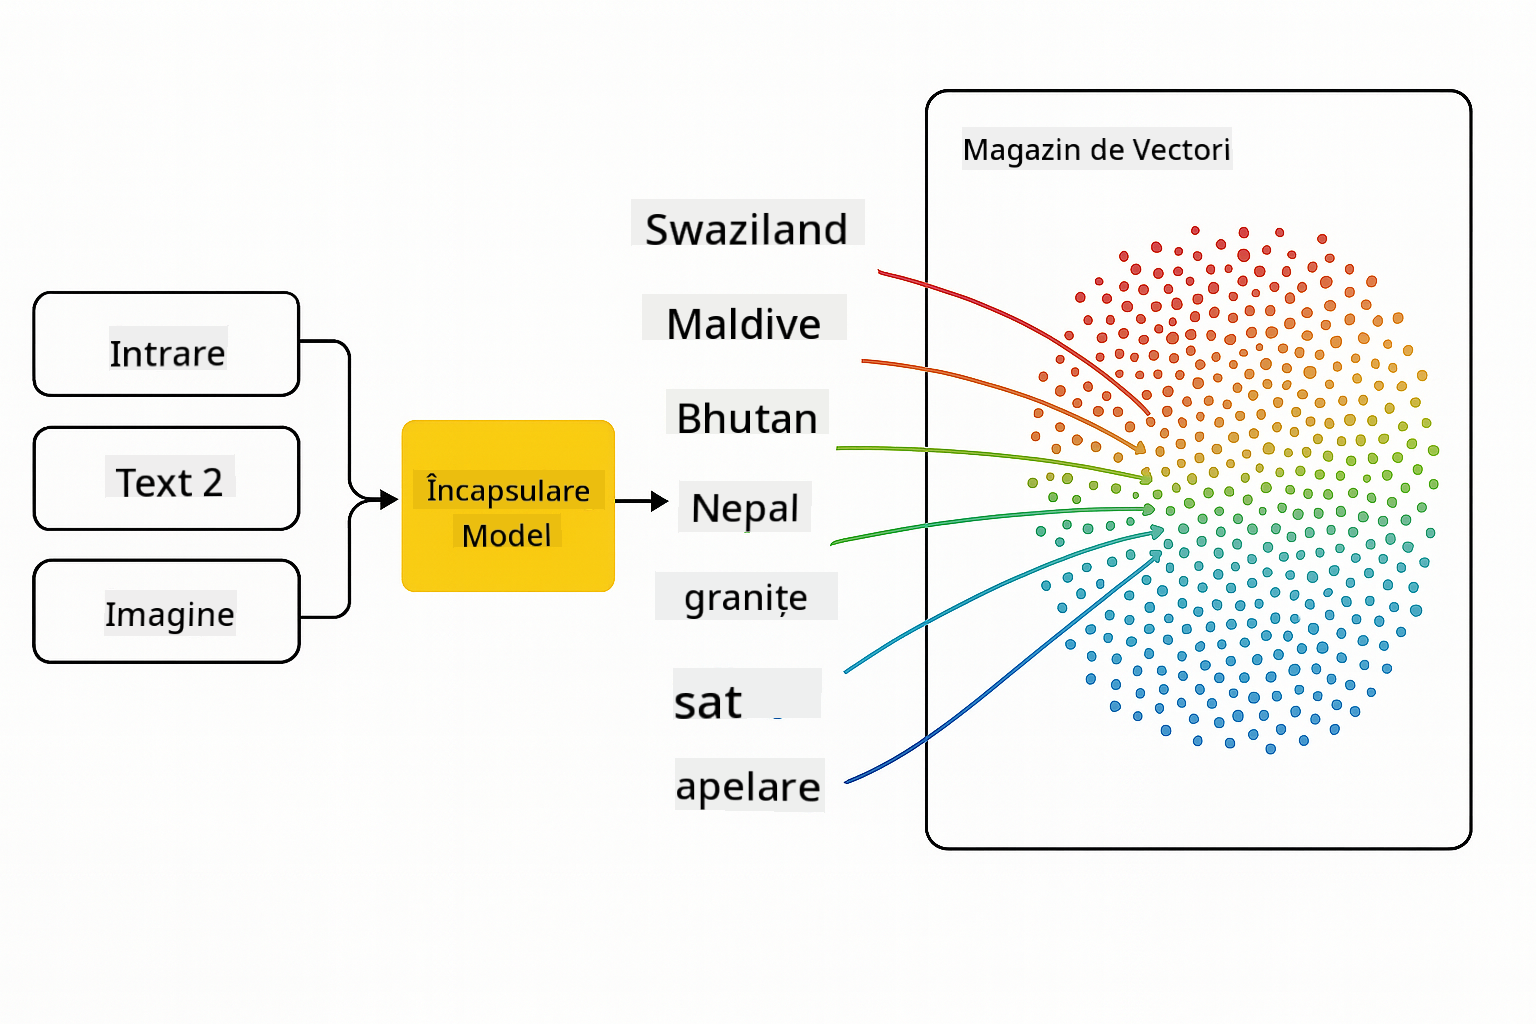 Intrare
Text 2
Imagine
Încapsulare
Model
Swaziland
Maldive
Bhutan
Nepal
granițe
sat
apelare
Magazin de Vectori